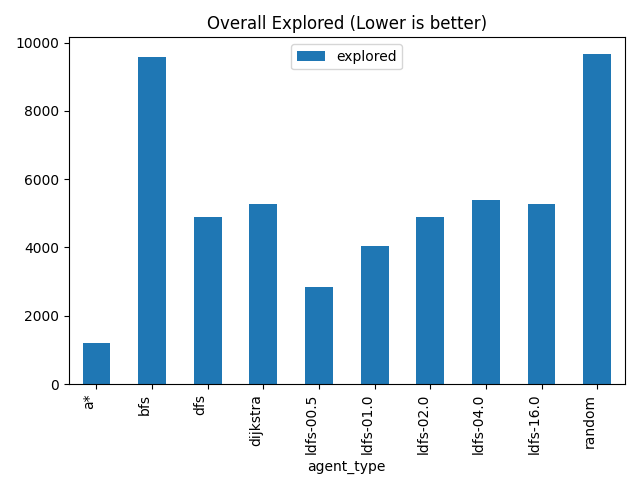 Overall Explored (Lower is better)
explored
10000
8000
6000
4000
2000
0
a*
bfs
dfs
dijkstra
ldfs-00.5
ldfs-01.0
ldfs-02.0
ldfs-04.0
ldfs-16.0
random
agent_type